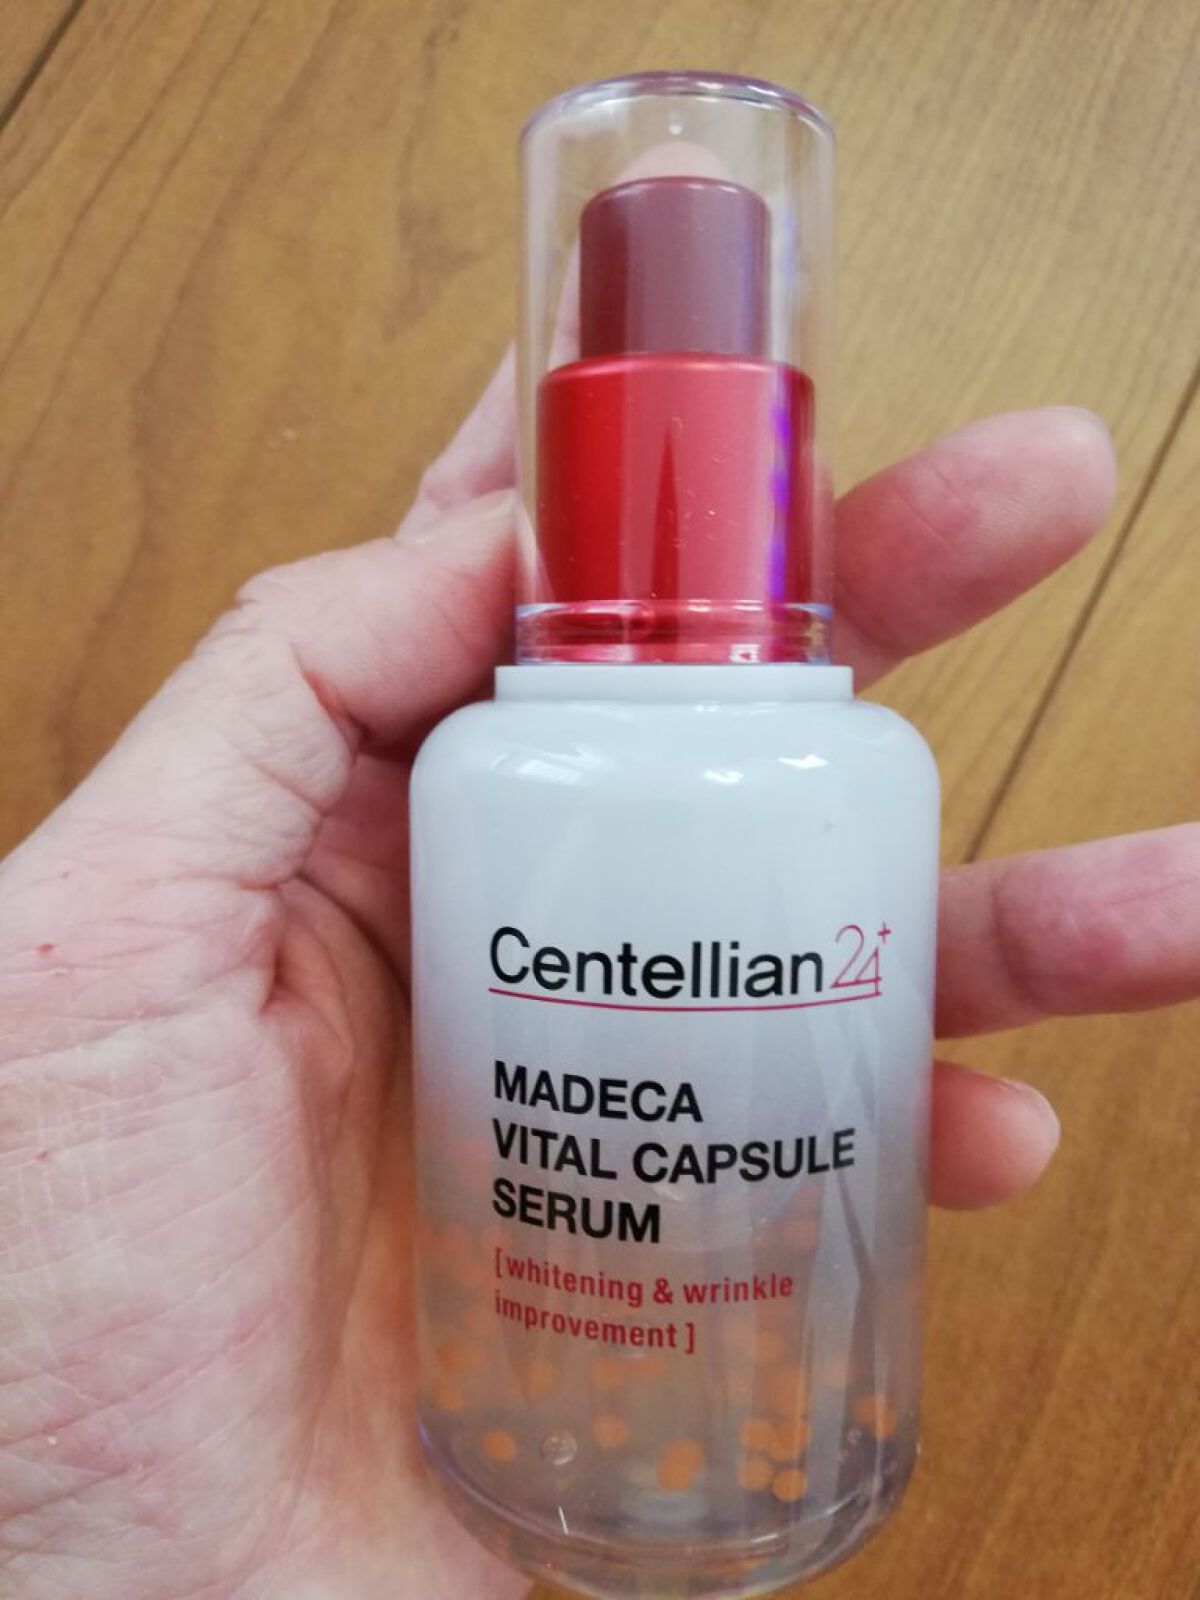 Centellian24+
MADECA
VITAL CAPSULE
SERUM
[whitening & wrinkle
improvement]